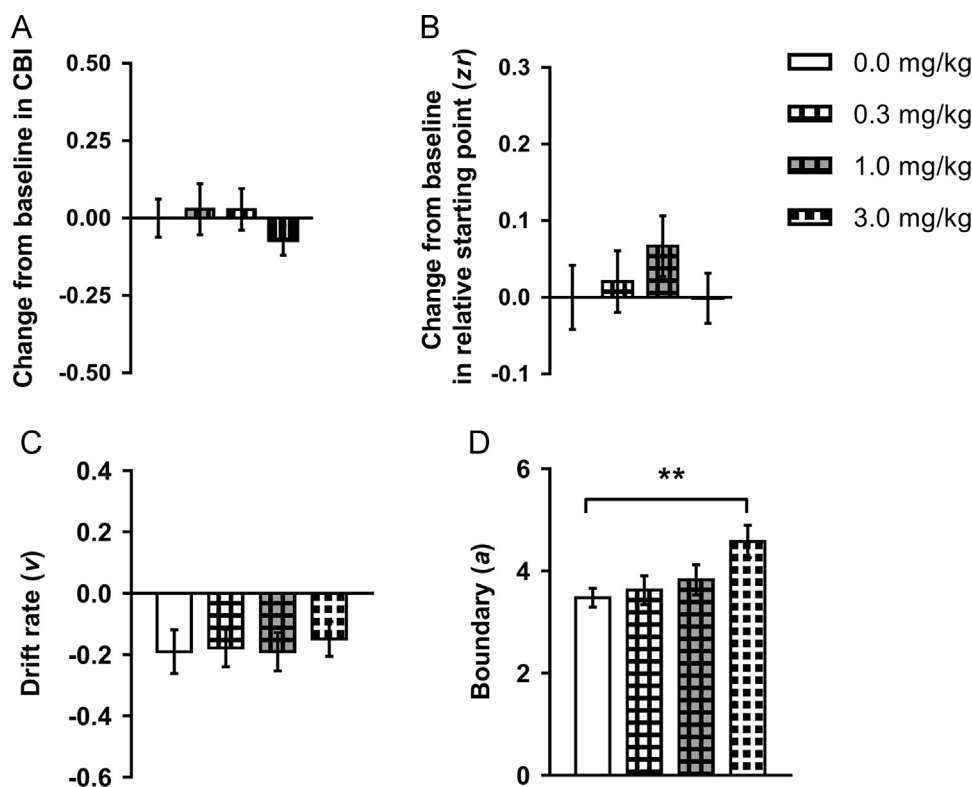 A
Change from baseline in CBI
0.50
0.25
0.00
-0.25
-0.50
B
Change from baseline
in relative starting point (zr)
0.3
0.2
0.1
0.0
-0.1
0.0 mg/kg
0.3 mg/kg
1.0 mg/kg
3.0 mg/kg
C
Drift rate (v)
0.4
0.2
0.0
-0.2
-0.4
-0.6
D
Boundary (a)
6
4
2
0
**